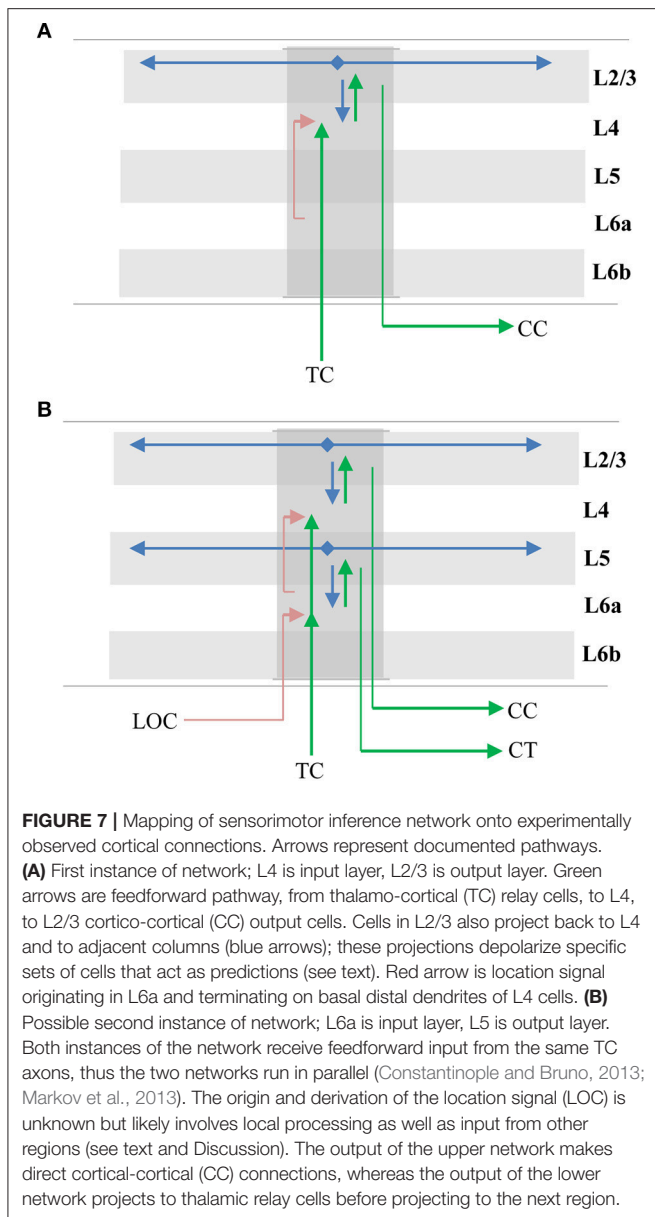 A
L2/3
L4
L5
L6a
L6b
CC
TC
B
L2/3
L4
L5
L6a
L6b
LOC
CC
TC
CT
FIGURE 7 | Mapping of sensorimotor inference network onto experimentally
observed cortical connections. Arrows represent documented pathways.
(A) First instance of network; L4 is input layer, L2/3 is output layer. Green
arrows are feedforward pathway, from thalamo-cortical (TC) relay cells, to L4,
to L2/3 cortico-cortical (CC) output cells. Cells in L2/3 also project back to L4
and to adjacent columns (blue arrows); these projections depolarize specific
sets of cells that act as predictions (see text). Red arrow is location signal
originating in L6a and terminating on basal distal dendrites of L4 cells. (B)
Possible second instance of network; L6a is input layer, L5 is output layer.
Both instances of the network receive feedforward input from the same TC
axons, thus the two networks run in parallel (Constantinople and Bruno, 2013;
Markov et al., 2013). The origin and derivation of the location signal (LOC) is
unknown but likely involves local processing as well as input from other
regions (see text and Discussion). The output of the upper network makes
direct cortical-cortical (CC) connections, whereas the output of the lower
network projects to thalamic relay cells before projecting to the next region.